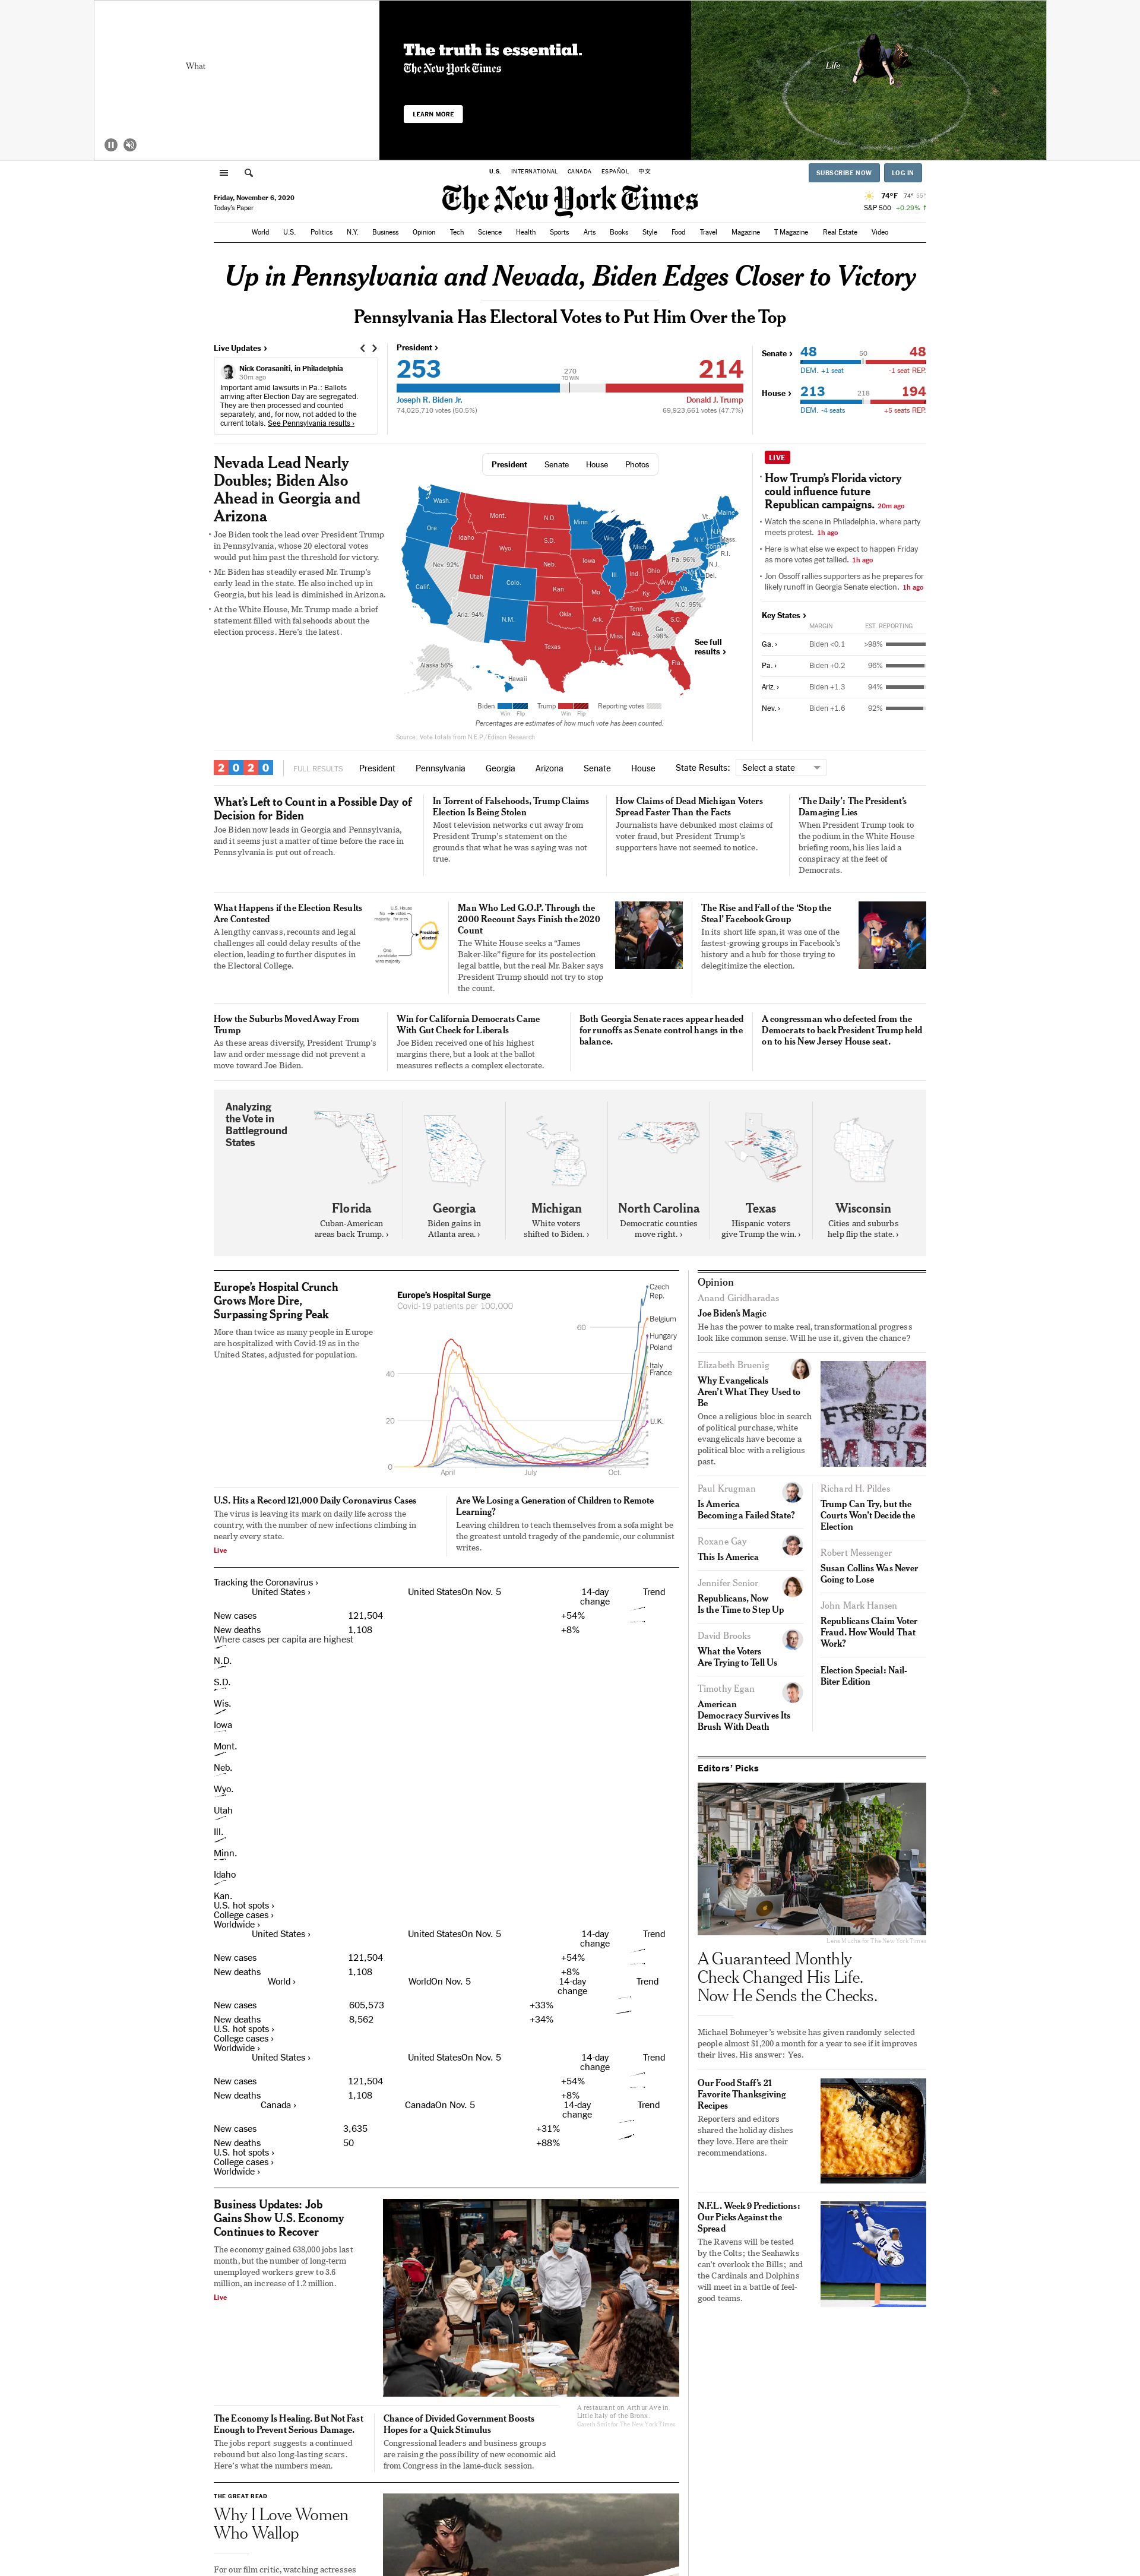 What
The truth is essential.
The New York Times
LEARN MORE
Life
U.S. INTERNATIONAL CANADA ESPAÑOL 中文
SUBSCRIBE NOW LOG IN
Friday, November 6, 2020
Today's Paper
The New York Times
74°F 74° 55°
S&P 500 +0.29%
World U.S. Politics N.Y. Business Opinion Tech Science Health Sports Arts Books Style Food Travel Magazine T Magazine Real Estate Video
Up in Pennsylvania and Nevada, Biden Edges Closer to Victory
Pennsylvania Has Electoral Votes to Put Him Over the Top
Live Updates ›
Nick Corasaniti, in Philadelphia
30m ago
Important amid lawsuits in Pa.: Ballots
arriving after Election Day are segregated.
They are then processed and counted
separately, and, for now, not added to the
current totals. See Pennsylvania results ›
President ›
253
270
TO WIN
214
Joseph R. Biden Jr.
Donald J. Trump
74,025,710 votes (50.5%)
69,923,661 votes (47.7%)
Senate › 48 50 48
DEM. +1 seat -1 seat REP.
House › 213 218 194
DEM. -4 seats +5 seats REP.
Nevada Lead Nearly
Doubles; Biden Also
Ahead in Georgia and
Arizona
Joe Biden took the lead over President Trump
in Pennsylvania, whose 20 electoral votes
would put him past the threshold for victory.
Mr. Biden has steadily erased Mr. Trump's
early lead in the state. He also inched up in
Georgia, but his lead is diminished in Arizona.
At the White House, Mr. Trump made a brief
statement filled with falsehoods about the
election process. Here's the latest.
President Senate House Photos
Wash.
Ore.
Calif.
Nev. 92%
Idaho
Mont.
Wyo.
Utah
Ariz. 94%
Colo.
N.M.
N.D.
S.D.
Neb.
Kan.
Okla.
Texas
Minn.
Iowa
Mo.
Ark.
La.
Wis.
Ill.
Mich.
Ind.
Ohio
Ky.
Tenn.
Miss.
Ala.
Ga.
>98%
Fla.
S.C.
N.C. 95%
Va.
W.Va.
Pa. 96%
N.Y.
Vt.
N.H.
Maine
Mass.
R.I.
N.J.
Del.
Alaska 56%
Hawaii
See full
results ›
Biden Trump Reporting votes
Win Flip Win Flip
Percentages are estimates of how much vote has been counted.
Source: Vote totals from N.E.P./Edison Research
LIVE
How Trump's Florida victory
could influence future
Republican campaigns. 20m ago
Watch the scene in Philadelphia, where party
meets protest. 1h ago
Here is what else we expect to happen Friday
as more votes get tallied. 1h ago
Jon Ossoff rallies supporters as he prepares for
likely runoff in Georgia Senate election. 1h ago
Key States ›
MARGIN EST. REPORTING
Ga. › Biden <0.1 >98%
Pa. › Biden +0.2 96%
Ariz. › Biden +1.3 94%
Nev. › Biden +1.6 92%
2020 FULL RESULTS President Pennsylvania Georgia Arizona Senate House State Results: Select a state
What's Left to Count in a Possible Day of
Decision for Biden
Joe Biden now leads in Georgia and Pennsylvania,
and it seems just a matter of time before the race in
Pennsylvania is put out of reach.
In Torrent of Falsehoods, Trump Claims
Election Is Being Stolen
Most television networks cut away from
President Trump's statement on the
grounds that what he was saying was not
true.
How Claims of Dead Michigan Voters
Spread Faster Than the Facts
Journalists have debunked most claims of
voter fraud, but President Trump's
supporters have not seemed to notice.
'The Daily': The President's
Damaging Lies
When President Trump took to
the podium in the White House
briefing room, his lies laid a
conspiracy at the feet of
Democrats.
What Happens if the Election Results
Are Contested
A lengthy canvass, recounts and legal
challenges all could delay results of the
election, leading to further disputes in
the Electoral College.
U.S. House
No majority votes for pres.
President elected
One candidate wins majority
Man Who Led G.O.P. Through the
2000 Recount Says Finish the 2020
Count
The White House seeks a "James
Baker-like" figure for its postelection
legal battle, but the real Mr. Baker says
President Trump should not try to stop
the count.
The Rise and Fall of the 'Stop the
Steal' Facebook Group
In its short life span, it was one of the
fastest-growing groups in Facebook's
history and a hub for those trying to
delegitimize the election.
How the Suburbs Moved Away From
Trump
As these areas diversify, President Trump's
law and order message did not prevent a
move toward Joe Biden.
Win for California Democrats Came
With Gut Check for Liberals
Joe Biden received one of his highest
margins there, but a look at the ballot
measures reflects a complex electorate.
Both Georgia Senate races appear headed
for runoffs as Senate control hangs in the
balance.
A congressman who defected from the
Democrats to back President Trump held
on to his New Jersey House seat.
Analyzing
the Vote in
Battleground
States
Florida
Cuban-American
areas back Trump. ›
Georgia
Biden gains in
Atlanta area. ›
Michigan
White voters
shifted to Biden. ›
North Carolina
Democratic counties
move right. ›
Texas
Hispanic voters
give Trump the win. ›
Wisconsin
Cities and suburbs
help flip the state. ›
Europe's Hospital Crunch
Grows More Dire,
Surpassing Spring Peak
More than twice as many people in Europe
are hospitalized with Covid-19 as in the
United States, adjusted for population.
Europe's Hospital Surge
Covid-19 patients per 100,000
60
40
20
0
April July Oct.
Czech
Rep.
Belgium
Hungary
Poland
Italy
France
U.K.
U.S. Hits a Record 121,000 Daily Coronavirus Cases
The virus is leaving its mark on daily life across the
country, with the number of new infections climbing in
nearly every state.
Live
Are We Losing a Generation of Children to Remote
Learning?
Leaving children to teach themselves from a sofa might be
the greatest untold tragedy of the pandemic, our columnist
writes.
Tracking the Coronavirus ›
United States › United StatesOn Nov. 5 14-day change Trend
New cases 121,504 +54%
New deaths 1,108 +8%
Where cases per capita are highest
N.D.
S.D.
Wis.
Iowa
Mont.
Neb.
Wyo.
Utah
Ill.
Minn.
Idaho
Kan.
U.S. hot spots ›
College cases ›
Worldwide ›
United States › United StatesOn Nov. 5 14-day change Trend
New cases 121,504 +54%
New deaths 1,108 +8%
World › WorldOn Nov. 5 14-day change Trend
New cases 605,573 +33%
New deaths 8,562 +34%
U.S. hot spots ›
College cases ›
Worldwide ›
United States › United StatesOn Nov. 5 14-day change Trend
New cases 121,504 +54%
New deaths 1,108 +8%
Canada › CanadaOn Nov. 5 14-day change Trend
New cases 3,635 +31%
New deaths 50 +88%
U.S. hot spots ›
College cases ›
Worldwide ›
Business Updates: Job
Gains Show U.S. Economy
Continues to Recover
The economy gained 638,000 jobs last
month, but the number of long-term
unemployed workers grew to 3.6
million, an increase of 1.2 million.
Live
A restaurant on Arthur Ave in
Little Italy of the Bronx.
Gareth Smit for The New York Times
The Economy Is Healing. But Not Fast
Enough to Prevent Serious Damage.
The jobs report suggests a continued
rebound but also long-lasting scars.
Here's what the numbers mean.
Chance of Divided Government Boosts
Hopes for a Quick Stimulus
Congressional leaders and business groups
are raising the possibility of new economic aid
from Congress in the lame-duck session.
THE GREAT READ
Why I Love Women
Who Wallop
For our film critic, watching actresses
Opinion
Anand Giridharadas
Joe Biden's Magic
He has the power to make real, transformational progress
look like common sense. Will he use it, given the chance?
Elizabeth Bruenig
Why Evangelicals
Aren't What They Used to
Be
Once a religious bloc in search
of political purchase, white
evangelicals have become a
political bloc with a religious
past.
Paul Krugman
Is America
Becoming a Failed State?
Roxane Gay
This Is America
Jennifer Senior
Republicans, Now
Is the Time to Step Up
David Brooks
What the Voters
Are Trying to Tell Us
Timothy Egan
American
Democracy Survives Its
Brush With Death
Richard H. Pildes
Trump Can Try, but the
Courts Won't Decide the
Election
Robert Messenger
Susan Collins Was Never
Going to Lose
John Mark Hansen
Republicans Claim Voter
Fraud. How Would That
Work?
Election Special: Nail-
Biter Edition
Editors' Picks
Lena Mucha for The New York Times
A Guaranteed Monthly
Check Changed His Life.
Now He Sends the Checks.
Michael Bohmeyer's website has given randomly selected
people almost $1,200 a month for a year to see if it improves
their lives. His answer: Yes.
Our Food Staff's 21
Favorite Thanksgiving
Recipes
Reporters and editors
shared the holiday dishes
they love. Here are their
recommendations.
N.F.L. Week 9 Predictions:
Our Picks Against the
Spread
The Ravens will be tested
by the Colts; the Seahawks
can't overlook the Bills; and
the Cardinals and Dolphins
will meet in a battle of feel-
good teams.